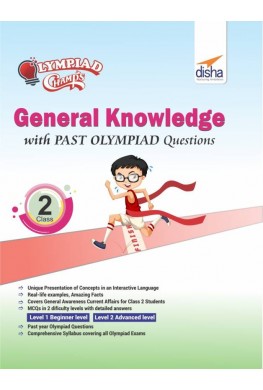 OLYMPIAD
CHAMPS
disha
General Knowledge
with PAST OLYMPIAD Questions
2
Class
FINISH
Unique Presentation of Concepts in an Interactive Language
Real-life examples, Amazing Facts
Covers General Awareness Current Affairs for Class 2 Students
MCQs in 2 dificulty levels with detailed answers
Level 1 Beginner level Level 2 Advanced level
Past year Olympiad Questions
Comprehensive Syllabus covering all Olympiad Exams